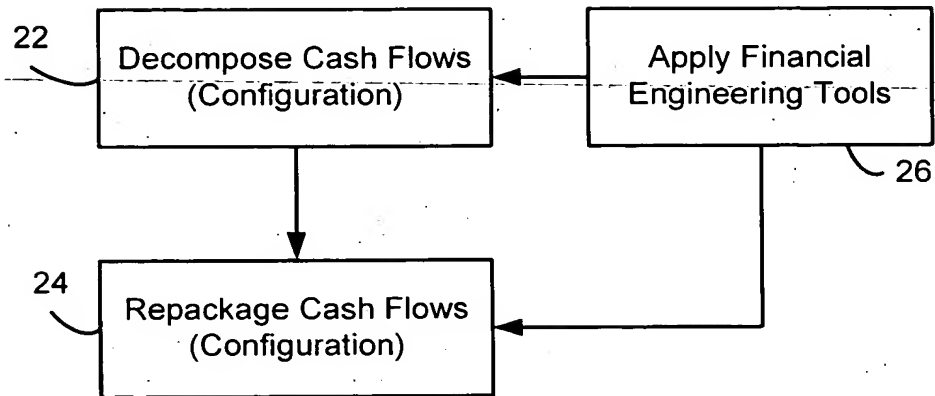 22
Decompose Cash Flows
(Configuration)
Apply Financial
Engineering Tools
26
24
Repackage Cash Flows
(Configuration)